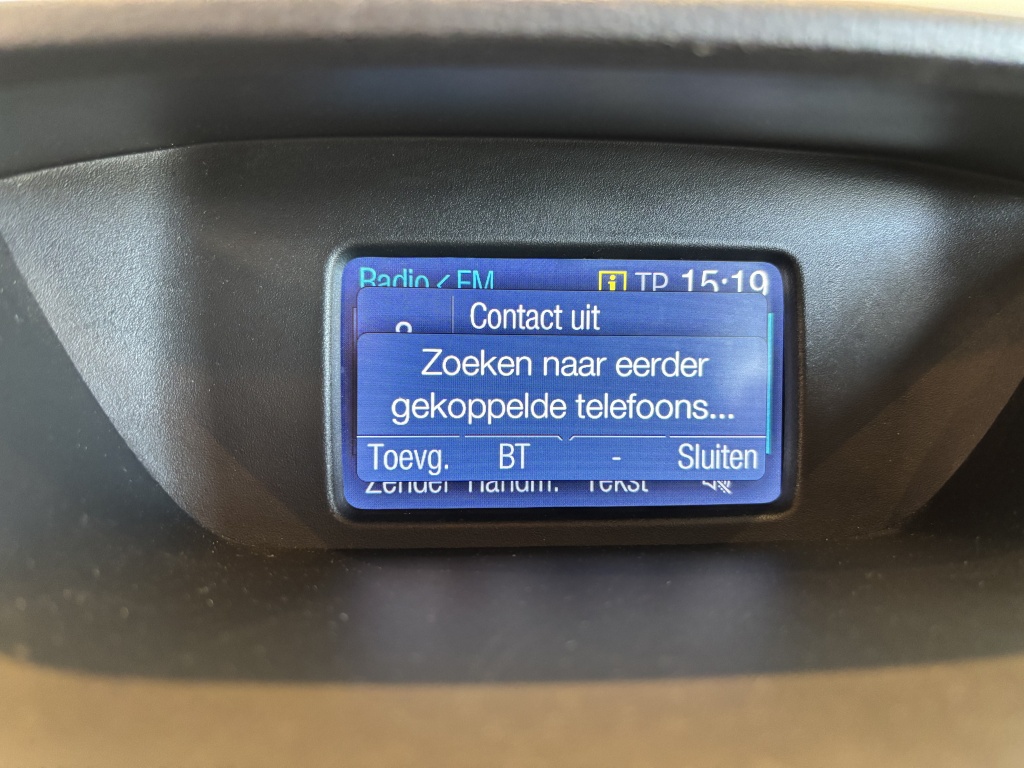 Radio < FM i TP 15:19
Contact uit
Zoeken naar eerder
gekoppelde telefoons...
Toevg. BT - Sluiten
Zender Handm. Tekst